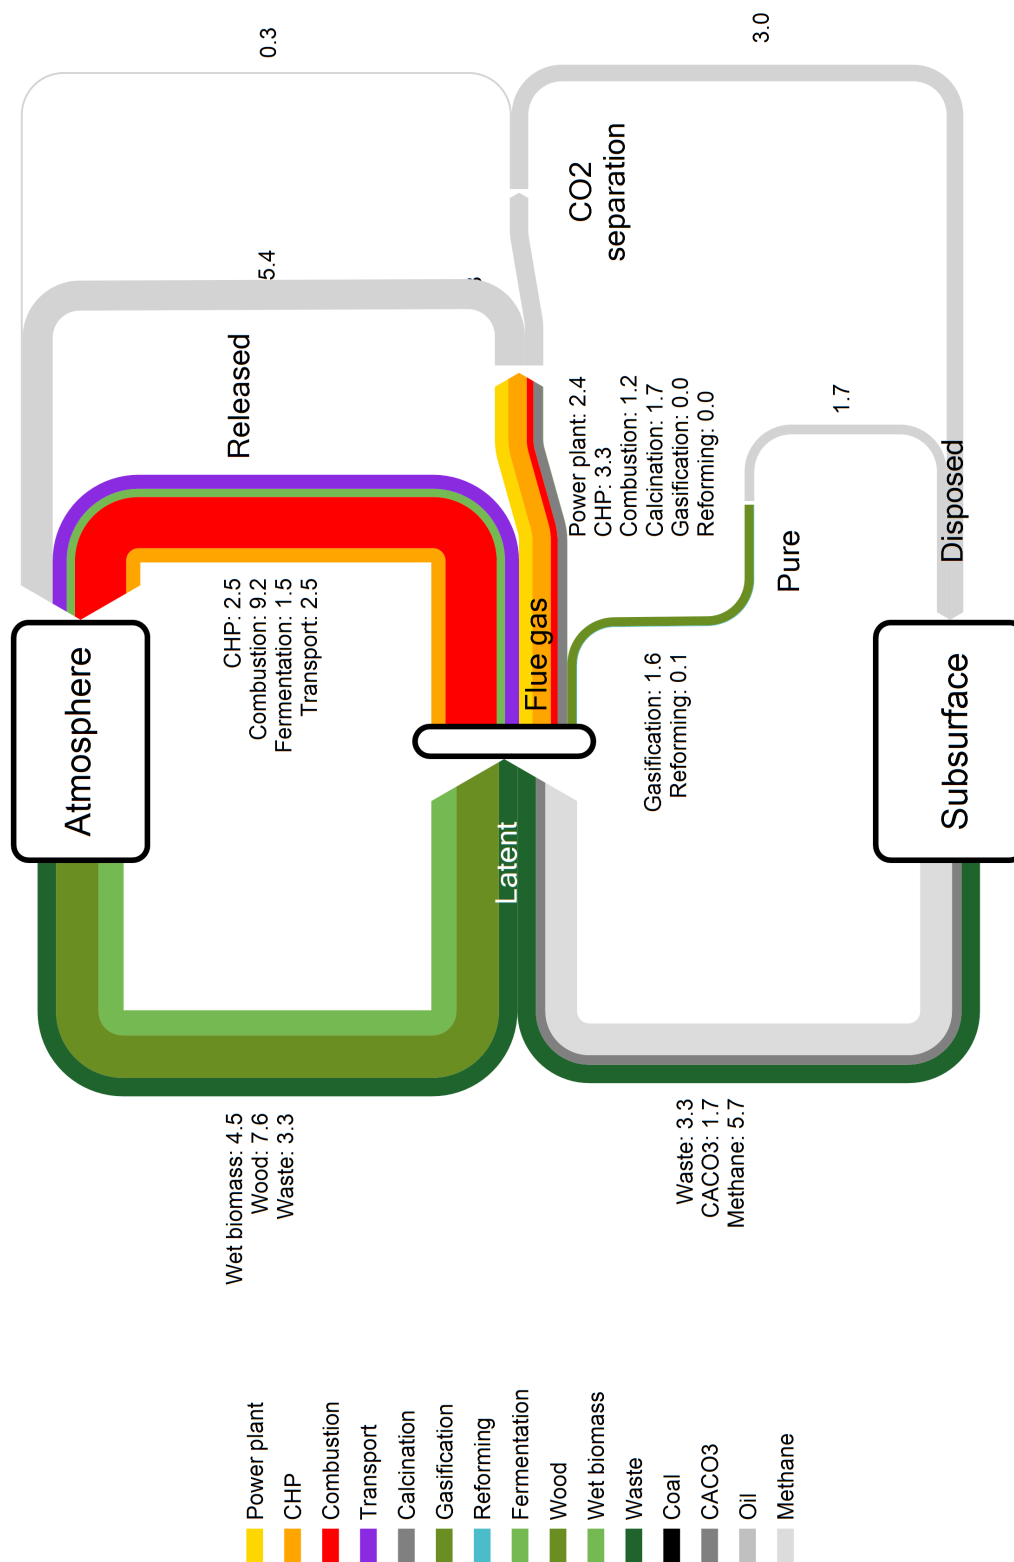 Power plant
CHP
Combustion
Transport
Calcination
Gasification
Reforming
Fermentation
Wood
Wet biomass
Waste
Coal
CACO3
Oil
Methane
Wet biomass: 4.5
Wood: 7.6
Waste: 3.3
Waste: 3.3
CACO3: 1.7
Methane: 5.7
Atmosphere
Latent
Subsurface
CHP: 2.5
Combustion: 9.2
Fermentation: 1.5
Transport: 2.5
Flue gas
Gasification: 1.6
Reforming: 0.1
Released
Power plant: 2.4
CHP: 3.3
Combustion: 1.2
Calcination: 1.7
Gasification: 0.0
Reforming: 0.0
Pure
Disposed
1.7
5.4
CO2
separation
0.3
3.0